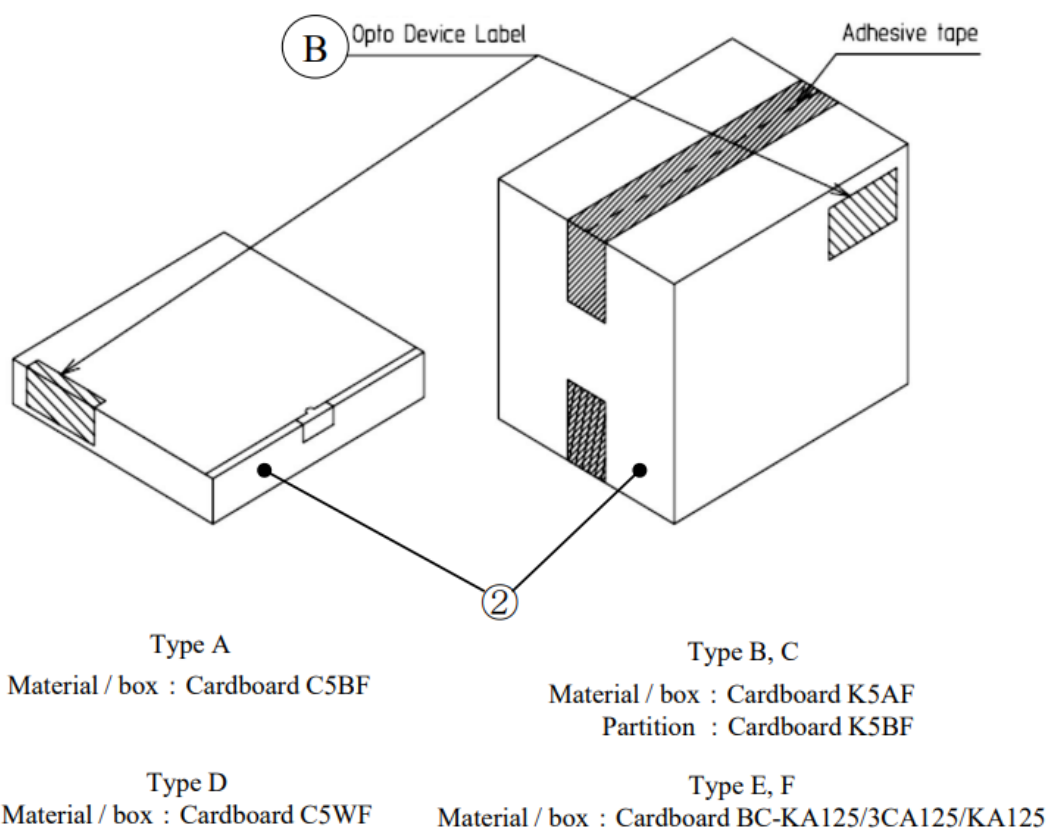 B
Opto Device Label
Adhesive tape
②
Type A
Material / box : Cardboard C5BF
Type B, C
Material / box : Cardboard K5AF
Partition : Cardboard K5BF
Type D
Material / box : Cardboard C5WF
Type E, F
Material / box : Cardboard BC-KA125/3CA125/KA125